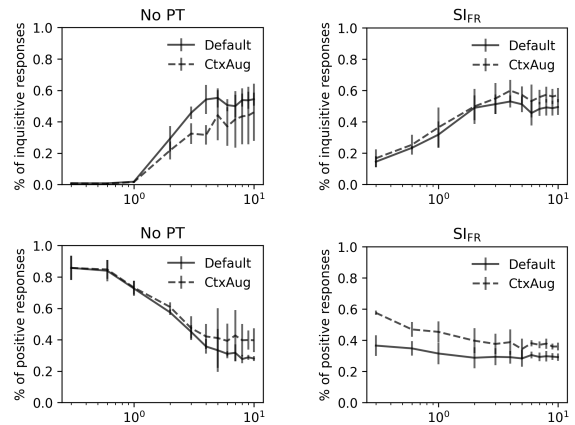 No PT
% of inquisitive responses
1.0
0.8
0.6
0.4
0.2
0.0
Default
CtxAug
10⁰
10¹
SI_FR
% of inquisitive responses
1.0
0.8
0.6
0.4
0.2
0.0
Default
CtxAug
10⁰
10¹
No PT
% of positive responses
1.0
0.8
0.6
0.4
0.2
0.0
Default
CtxAug
10⁰
10¹
SI_FR
% of positive responses
1.0
0.8
0.6
0.4
0.2
0.0
Default
CtxAug
10⁰
10¹